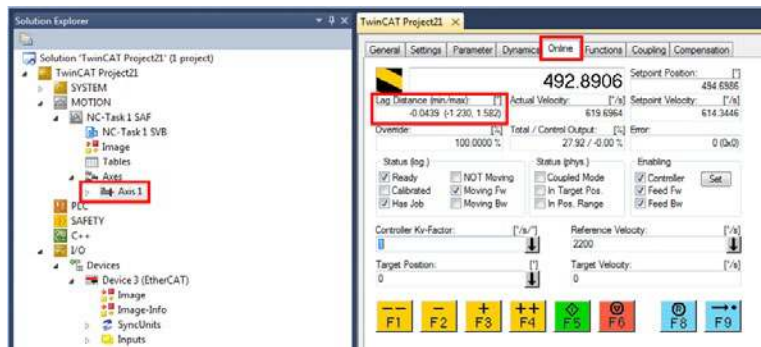 Solution Explorer
Solution 'TwinCAT Project21' (1 project)
TwinCAT Project21
SYSTEM
MOTION
NC-Task 1 SAF
NC-Task 1 SVB
Image
Tables
Axes
Axis 1
PLC
SAFETY
C++
I/O
Devices
Device 3 (EtherCAT)
Image
Image-Info
SyncUnits
Inputs
TwinCAT Project21
General Settings Parameter Dynamics Online Functions Coupling Compensation
492.8906
Setpoint Position: [°]
494.6986
Lag Distance (min./max): [°] Actual Velocity: [°/s] Setpoint Velocity: [°/s]
-0.0439 (-1.230, 1.582) 619.6964 614.3446
Override: [%] Total / Control Output: [%] Error:
100.0000 % 27.92 / -0.00 % 0 (0x0)
Status (log.) Status (phys.) Enabling
Ready NOT Moving Coupled Mode Controller Set
Calibrated Moving Fw In Target Pos. Feed Fw
Has Job Moving Bw In Pos. Range Feed Bw
Controller Kv-Factor: [°/s/°] Reference Velocity: [°/s]
1 2200
Target Position: [°] Target Velocity: [°/s]
0 0
-- - + ++
F1 F2 F3 F4 F5 F6 F8 F9